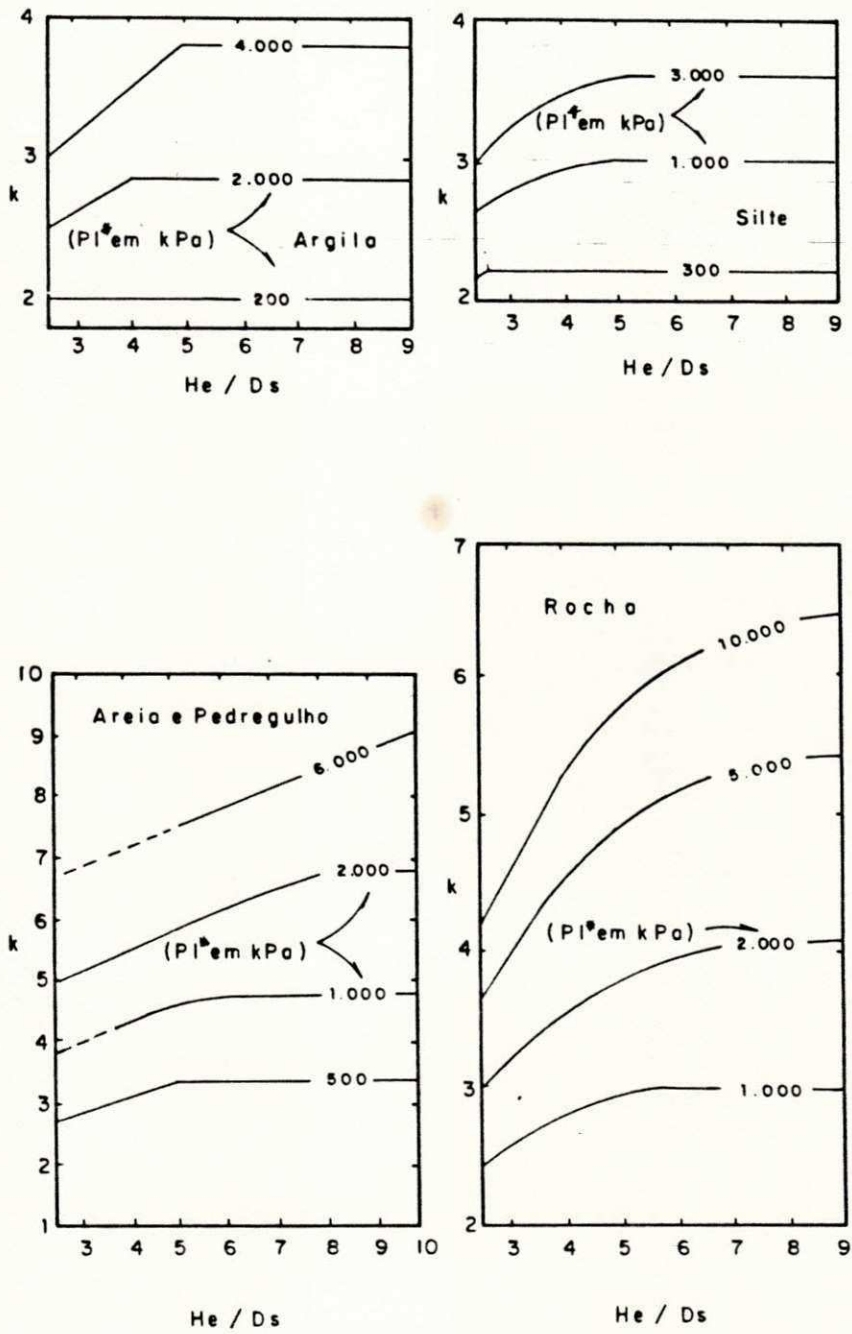 4
4.000
3
k
2.000
(Pl* em kPa)
Argila
2
200
3 4 5 6 7 8 9
He / Ds
4
3.000
(Pl* em kPa)
3
k
1.000
Silte
300
2
3 4 5 6 7 8 9
He / Ds
10
Areia e Pedregulho
9
6.000
8
7
2.000
6
k
(Pl* em kPa)
5
1.000
4
500
3
2
1
3 4 5 6 7 8 9 10
He / Ds
7
Rocha
10.000
6
5.000
5
k
(Pl* em kPa)
4
2.000
3
1.000
2
3 4 5 6 7 8 9
He / Ds